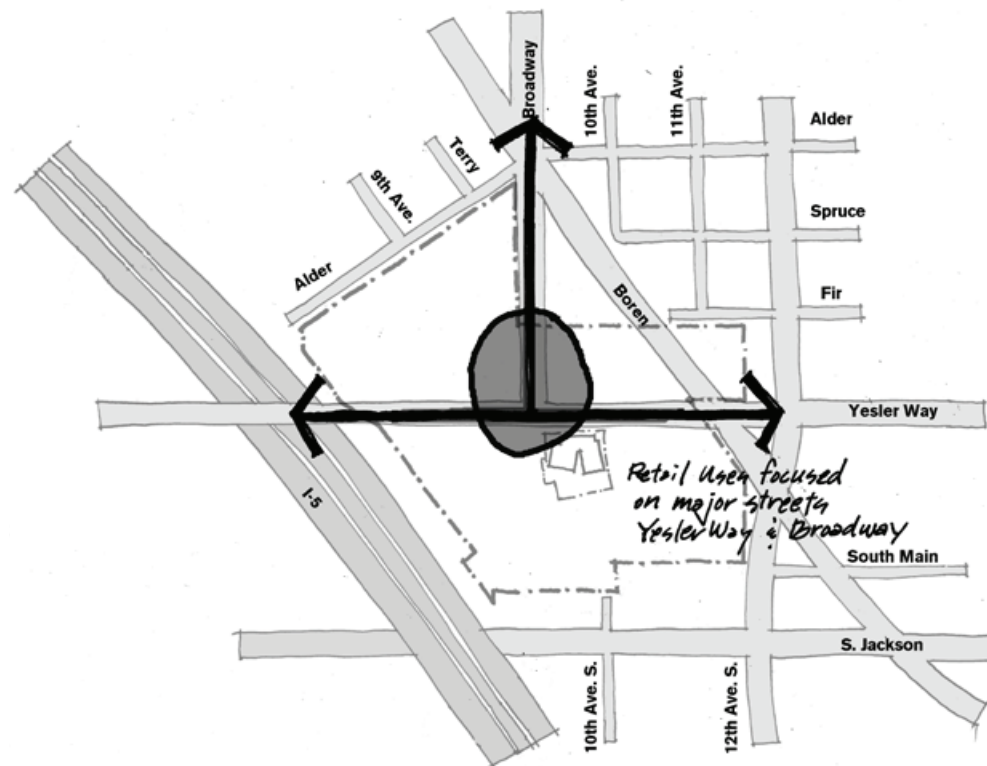 Broadway
10th Ave.
11th Ave.
Alder
Terry
9th Ave.
Spruce
Alder
Boren
Fir
Yesler Way
Retail Uses focused
on major streets
Yesler Way & Broadway
I-5
South Main
S. Jackson
10th Ave. S.
12th Ave. S.